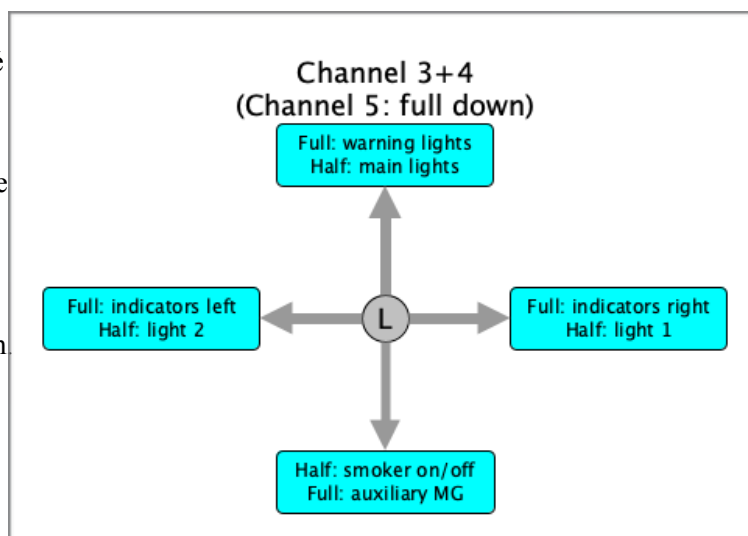 Channel 3+4
(Channel 5: full down)
Full: warning lights
Half: main lights
Full: indicators left
Half: light 2
L
Full: indicators right
Half: light 1
Half: smoker on/off
Full: auxiliary MG